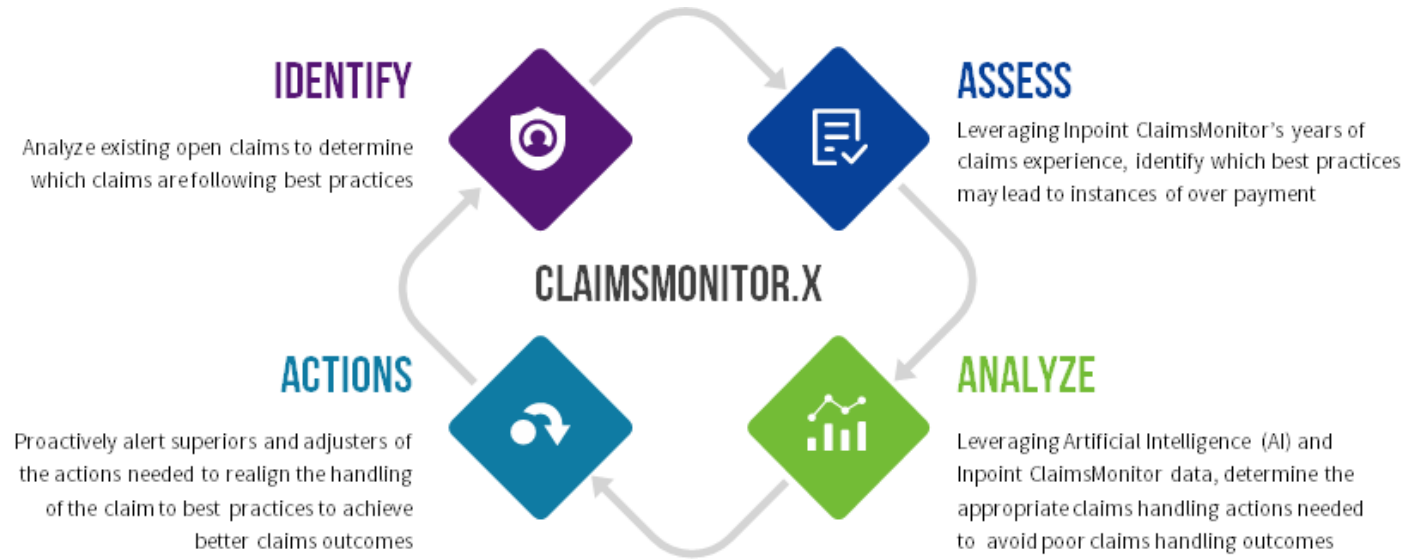 IDENTIFY
Analyze existing open claims to determine
which claims are following best practices
ASSESS
Leveraging Inpoint ClaimsMonitor’s years of
claims experience, identify which best practices
may lead to instances of over payment
CLAIMSMONITOR.X
ACTIONS
Proactively alert superiors and adjusters of
the actions needed to realign the handling
of the claim to best practices to achieve
better claims outcomes
ANALYZE
Leveraging Artificial Intelligence (AI) and
Inpoint ClaimsMonitor data, determine the
appropriate claims handling actions needed
to avoid poor claims handling outcomes